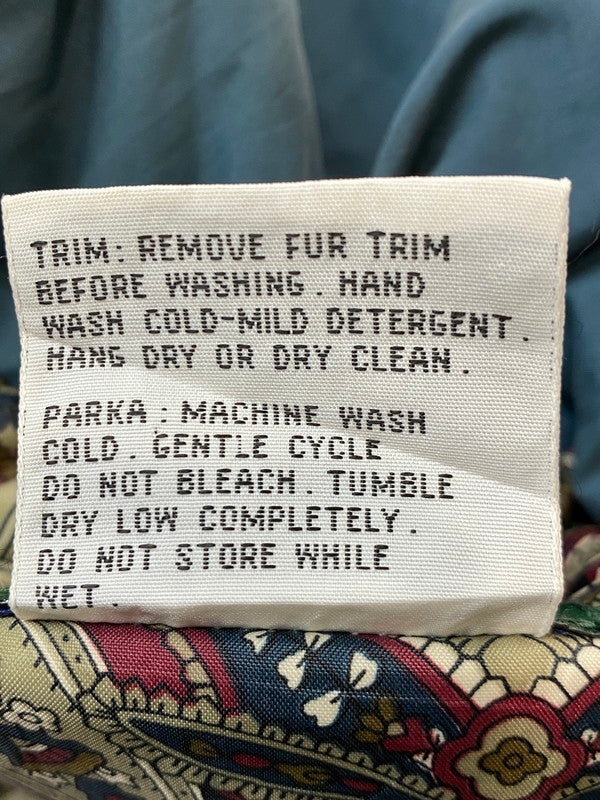 TRIM: REMOVE FUR TRIM
BEFORE WASHING. HAND
WASH COLD-MILD DETERGENT.
HANG DRY OR DRY CLEAN.
PARKA: MACHINE WASH
COLD. GENTLE CYCLE
DO NOT BLEACH. TUMBLE
DRY LOW COMPLETELY.
DO NOT STORE WHILE
WET.